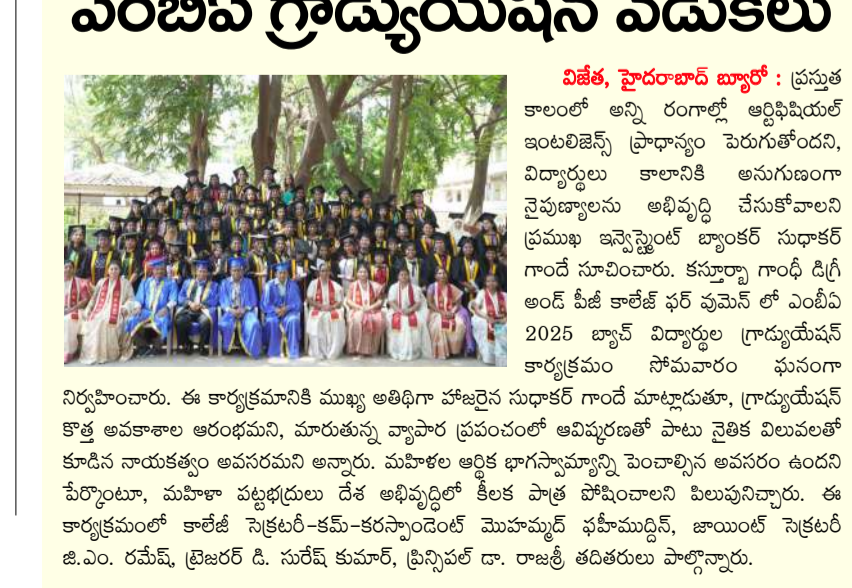 ఎంబీఏ గ్రాడ్యుయేషన్ వేడుకలు
విజేత, హైదరాబాద్ బ్యూరో : ప్రస్తుత
కాలంలో అన్ని రంగాల్లో ఆర్టిఫిషియల్
ఇంటలిజెన్స్ ప్రాధాన్యం పెరుగుతోందని,
విద్యార్థులు కాలానికి అనుగుణంగా
నైపుణ్యాలను అభివృద్ధి చేసుకోవాలని
ప్రముఖ ఇన్వెస్ట్మెంట్ బ్యాంకర్ సుధాకర్
గాందే సూచించారు. కస్తూర్బా గాంధీ డిగ్రీ
అండ్ పీజీ కాలేజ్ ఫర్ వుమెన్ లో ఎంబీఏ
2025 బ్యాచ్ విద్యార్థుల గ్రాడ్యుయేషన్
కార్యక్రమం సోమవారం ఘనంగా
నిర్వహించారు. ఈ కార్యక్రమానికి ముఖ్య అతిథిగా హాజరైన సుధాకర్ గాందే మాట్లాడుతూ, గ్రాడ్యుయేషన్
కొత్త అవకాశాల ఆరంభమని, మారుతున్న వ్యాపార ప్రపంచంలో ఆవిష్కరణతో పాటు నైతిక విలువలతో
కూడిన నాయకత్వం అవసరమని అన్నారు. మహిళల ఆర్థిక భాగస్వామ్యాన్ని పెంచాల్సిన అవసరం ఉందని
పేర్కొంటూ, మహిళా పట్టభద్రులు దేశ అభివృద్ధిలో కీలక పాత్ర పోషించాలని పిలుపునిచ్చారు. ఈ
కార్యక్రమంలో కాలేజీ సెక్రటరీ-కమ్-కరస్పాండెంట్ మొహమ్మద్ ఫహీముద్దిన్, జాయింట్ సెక్రటరీ
జి.ఎం. రమేష్, ట్రెజరర్ డి. సురేష్ కుమార్, ప్రిన్సిపల్ డా. రాజశ్రీ తదితరులు పాల్గొన్నారు.